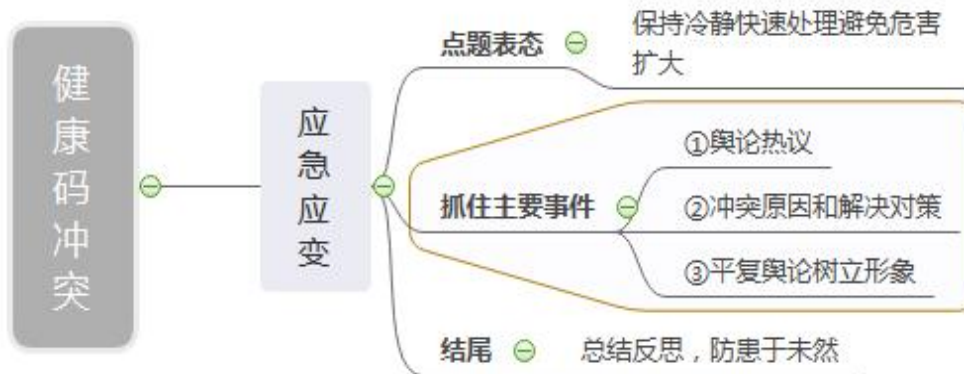 健康码冲突
应急应变
点题表态
保持冷静快速处理避免危害
扩大
抓住主要事件
①舆论热议
②冲突原因和解决对策
③平复舆论树立形象
结尾
总结反思，防患于未然